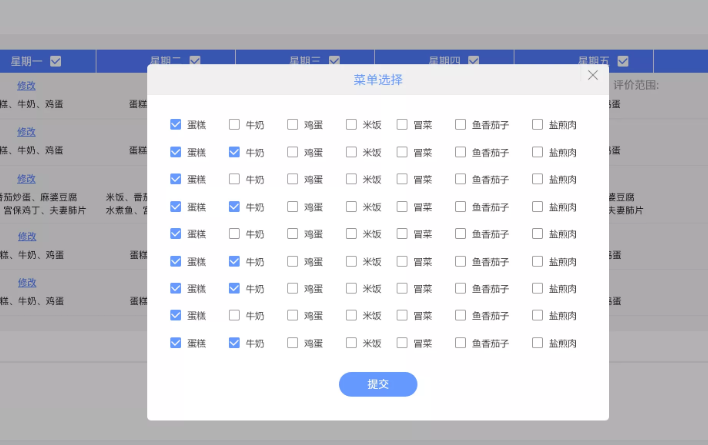 星期一 星期二 星期三 星期四 星期五
菜单选择
修改 评价范围:
糕、牛奶、鸡蛋 蛋糕
蛋糕 牛奶 鸡蛋 米饭 冒菜 鱼香茄子 盐煎肉
修改
糕、牛奶、鸡蛋 蛋糕
蛋糕 牛奶 鸡蛋 米饭 冒菜 鱼香茄子 盐煎肉
修改
蛋糕 牛奶 鸡蛋 米饭 冒菜 鱼香茄子 盐煎肉
番茄炒蛋、麻婆豆腐 米饭、番茄 婆豆腐
宫保鸡丁、夫妻肺片 水煮鱼、宫 夫妻肺片
蛋糕 牛奶 鸡蛋 米饭 冒菜 鱼香茄子 盐煎肉
修改
蛋糕 牛奶 鸡蛋 米饭 冒菜 鱼香茄子 盐煎肉
糕、牛奶、鸡蛋 蛋糕
蛋糕 牛奶 鸡蛋 米饭 冒菜 鱼香茄子 盐煎肉
修改
蛋糕 牛奶 鸡蛋 米饭 冒菜 鱼香茄子 盐煎肉
糕、牛奶、鸡蛋 蛋糕
蛋糕 牛奶 鸡蛋 米饭 冒菜 鱼香茄子 盐煎肉
蛋糕 牛奶 鸡蛋 米饭 冒菜 鱼香茄子 盐煎肉
提交